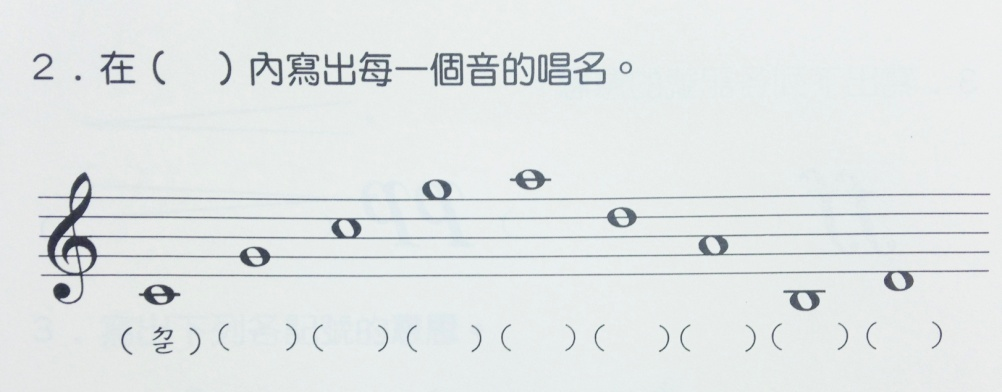 2．在（　）內寫出每一個音的唱名。
（ㄉㄛ）（　）（　）（　）（　）（　）（　）（　）（　）